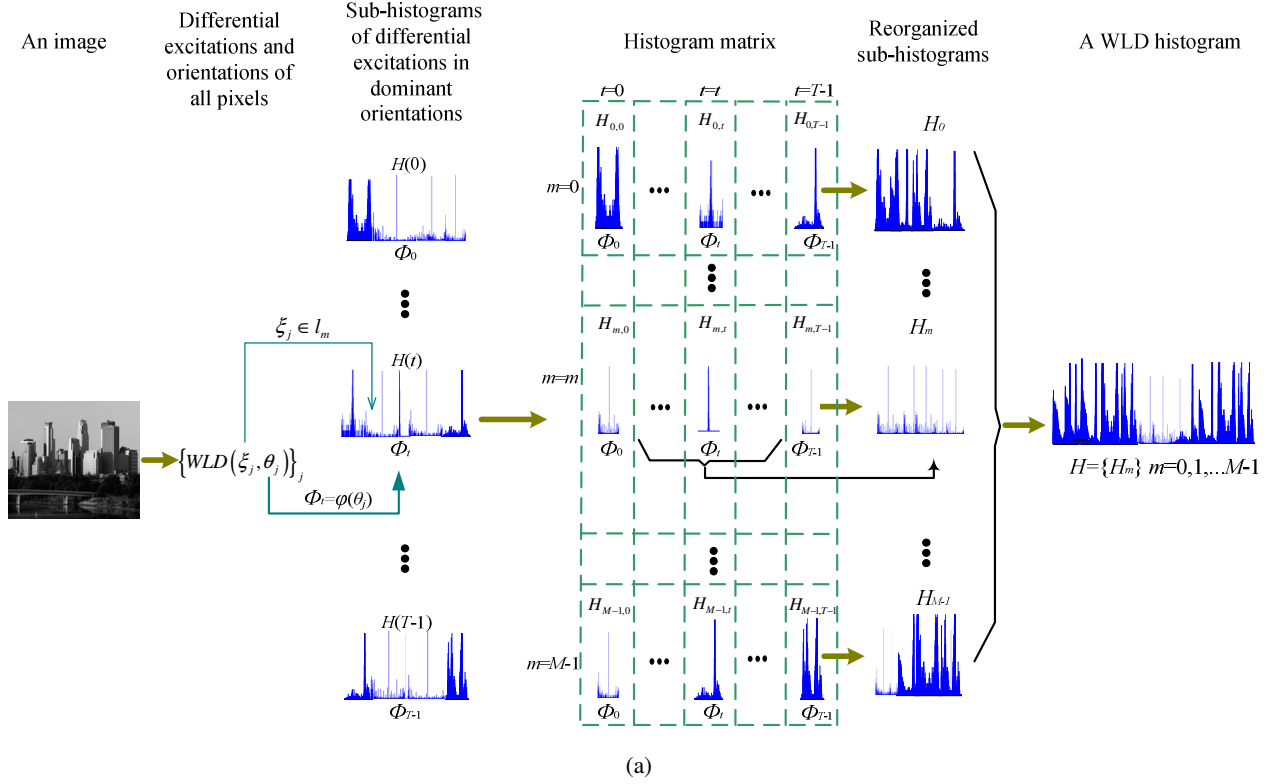 An image
Differential
excitations and
orientations of
all pixels
Sub-histograms
of differential
excitations in
dominant
orientations
Histogram matrix
Reorganized
sub-histograms
A WLD histogram
t=0
t=t
t=T-1
H(0)
Φ0
ξj ∈ lm
H(t)
Φt
{WLD(ξj, θj)}j
Φt=φ(θj)
H(T-1)
ΦT-1
m=0
H0,0
H0,t
H0,T−1
Φ0
Φt
ΦT-1
H0
m=m
Hm,0
Hm,t
Hm,T−1
Φ0
Φt
ΦT-1
Hm
m=M-1
HM−1,0
HM−1,t
HM−1,T−1
Φ0
Φt
ΦT-1
HM-1
H={Hm} m=0,1,...M-1
(a)